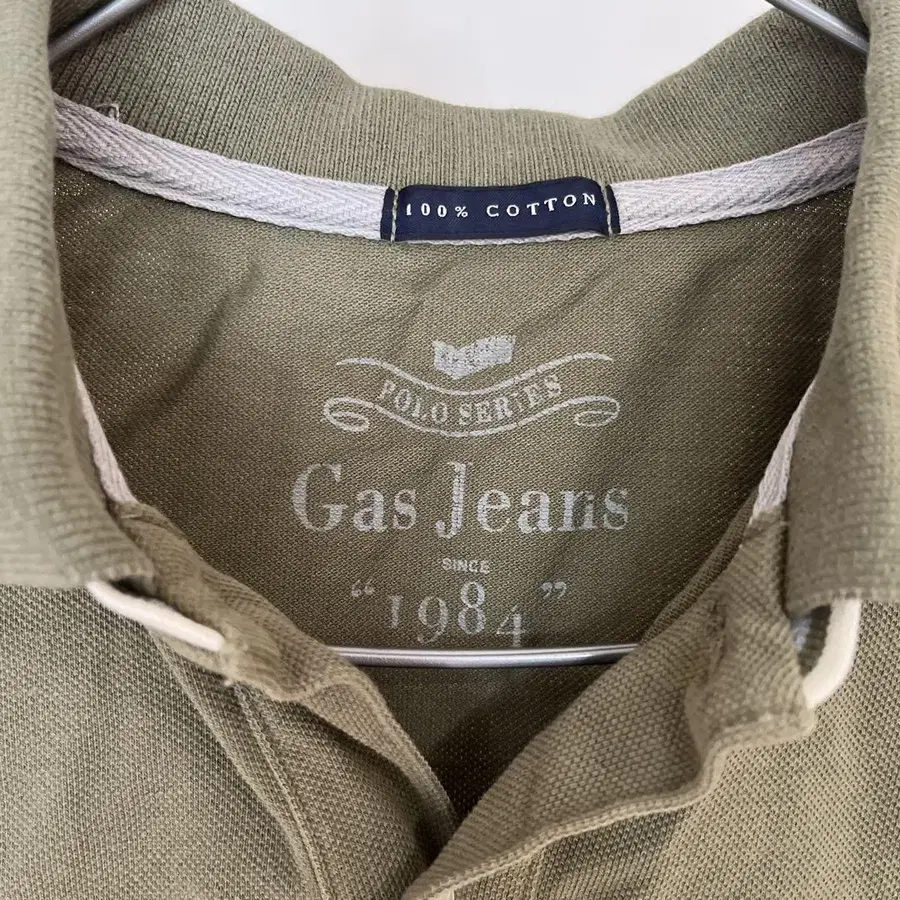 100% COTTON
POLO SERIES
Gas Jeans
SINCE
"1984"